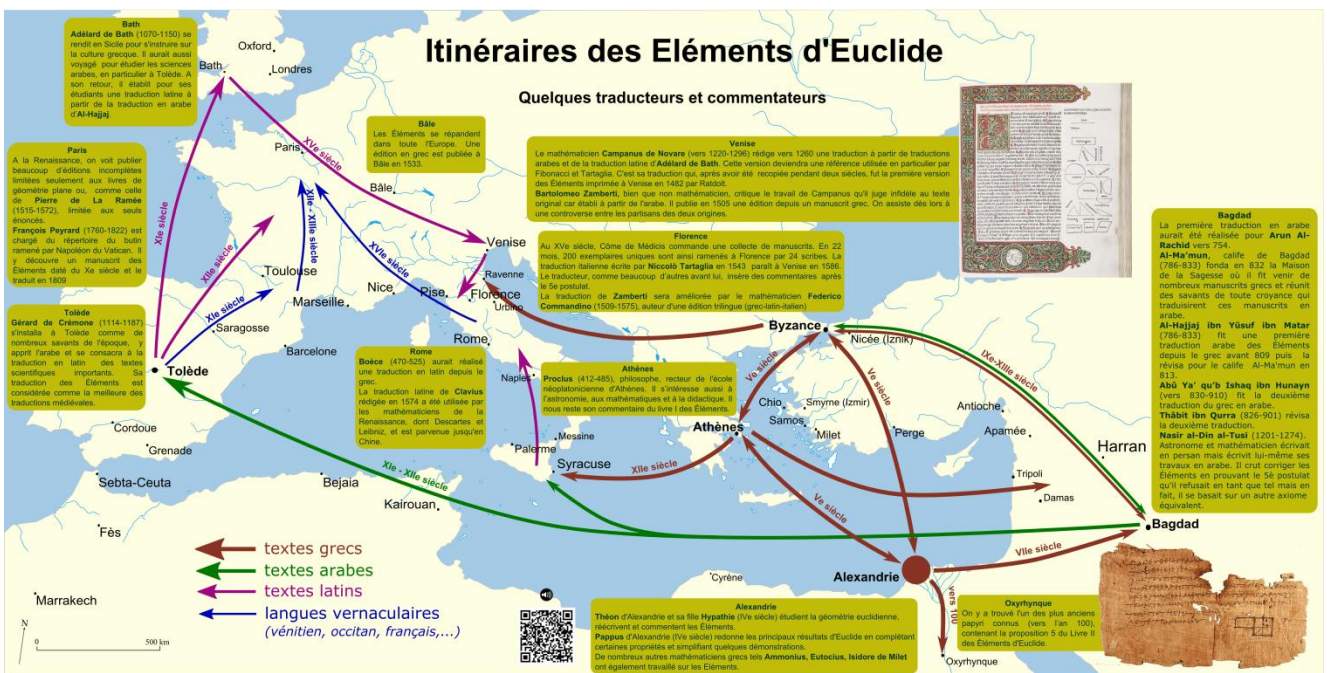 Itinéraires des Eléments d'Euclide
Quelques traducteurs et commentateurs
Bath
Adélard de Bath (1070-1150) se
rendit en Sicile pour s'instruire sur
la culture grecque. Il aurait aussi
voyagé pour étudier les sciences
arabes, en particulier à Tolède. A
son retour, il établit pour ses
étudiants une traduction latine à
partir de la traduction en arabe
d'Al-Hajjaj.
Paris
A la Renaissance, on voit publier
beaucoup d'éditions incomplètes
limitées seulement aux livres de
géométrie plane ou, comme celle
de Pierre de La Ramée
(1515-1572), limitée aux seuls
énoncés.
François Peyrard (1760-1822) est
chargé du répertoire du butin
ramené par Napoléon du Vatican. Il
y découvre un manuscrit des
Éléments daté du Xe siècle et le
traduit en 1809
Tolède
Gérard de Crémone (1114-1187)
s'installa à Tolède comme de
nombreux savants de l'époque, y
apprit l'arabe et se consacra à la
traduction en latin des textes
scientifiques importants. Sa
traduction des Éléments est
considérée comme la meilleure des
traductions médiévales.
Bâle
Les Éléments se répandent
dans toute l'Europe. Une
édition en grec est publiée à
Bâle en 1533.
Venise
Le mathématicien Campanus de Novare (vers 1220-1296) rédige vers 1260 une traduction à partir de traductions
arabes et de la traduction latine d'Adélard de Bath. Cette version deviendra une référence utilisée en particulier par
Fibonacci et Tartaglia. C'est sa traduction qui, après avoir été recopiée pendant deux siècles, fut la première version
des Éléments imprimée à Venise en 1482 par Ratdolt.
Bartolomeo Zamberti, bien que non mathématicien, critique le travail de Campanus qu'il juge infidèle au texte
original car établi à partir de l'arabe. Il publie en 1505 une édition depuis un manuscrit grec. On assiste dès lors à
une controverse entre les partisans des deux origines.
Florence
Au XVe siècle, Côme de Médicis commande une collecte de manuscrits. En 22
mois, 200 exemplaires uniques sont ainsi ramenés à Florence par 24 scribes. La
traduction italienne écrite par Niccolò Tartaglia en 1543 paraît à Venise en 1586.
Le traducteur, comme beaucoup d'autres avant lui, insère des commentaires après
le 5e postulat.
La traduction de Zamberti sera améliorée par le mathématicien Federico
Commandino (1509-1575), auteur d'une édition trilingue (grec-latin-italien)
Rome
Boèce (470-525) aurait réalisé
une traduction en latin depuis le
grec.
La traduction latine de Clavius
rédigée en 1574 a été utilisée par
les mathématiciens de la
Renaissance, dont Descartes et
Leibniz, et est parvenue jusqu'en
Chine.
Athènes
Proclus (412-485), philosophe, recteur de l'école
néoplatonicienne d'Athènes. Il s'intéresse aussi à
l'astronomie, aux mathématiques et à la didactique. Il
nous reste son commentaire du livre I des Éléments.
Bagdad
La première traduction en arabe
aurait été réalisée pour Arun Al-
Rachid vers 754.
Al-Ma'mun, calife de Bagdad
(786-833) fonda en 832 la Maison
de la Sagesse où il fit venir de
nombreux manuscrits grecs et réunit
des savants de toute croyance qui
traduisirent ces manuscrits en
arabe.
Al-Hajjaj ibn Yûsuf ibn Matar
(786-833) fit une première
traduction arabe des Éléments
depuis le grec avant 809 puis la
révisa pour le calife Al-Ma'mun en
813.
Abû Ya' qu'b Ishaq ibn Hunayn
(vers 830-910) fit la deuxième
traduction du grec en arabe.
Thâbit ibn Qurra (826-901) révisa
la deuxième traduction.
Nasir al-Din al-Tusi (1201-1274).
Astronome et mathématicien écrivait
en persan mais écrivit lui-même ses
travaux en arabe. Il crut corriger les
Éléments en prouvant le 5è postulat
qu'il refusait en tant que tel mais en
fait, il se basait sur un autre axiome
équivalent.
Alexandrie
Théon d'Alexandrie et sa fille Hypathie (IVe siècle) étudient la géométrie euclidienne,
réécrivent et commentent les Éléments.
Pappus d'Alexandrie (IVe siècle) redonne les principaux résultats d'Euclide en complétant
certaines propriétés et simplifiant quelques démonstrations.
De nombreux autres mathématiciens grecs tels Ammonius, Eutocius, Isidore de Milet
ont également travaillé sur les Éléments.
Oxyrhynque
On y a trouvé l'un des plus anciens
papyri connus (vers l'an 100),
contenant la proposition 5 du Livre II
des Éléments d'Euclide.
Oxford
Bath
Londres
Paris
Bâle
Venise
Ravenne
Toulouse
Marseille
Nice
Pise
Florence
Urbino
Rome
Saragosse
Barcelone
Tolède
Cordoue
Grenade
Naples
Messine
Palerme
Syracuse
Sebta-Ceuta
Fès
Marrakech
Bejaia
Kairouan
Byzance
Nicée (Iznik)
Athènes
Chio
Smyrne (Izmir)
Samos
Milet
Perge
Antioche
Apamée
Harran
Tripoli
Damas
Bagdad
Cyrène
Alexandrie
Oxyrhynque
XIe siècle
XVe siècle
XIIe siècle
XIIe - XIIIe siècle
XVIe siècle
XIe siècle
XIe - XIIe siècle
XIIe siècle
Ve siècle
Ve siècle
Ve siècle
IXe-XIIIe siècle
VIIe siècle
vers 100
textes grecs
textes arabes
textes latins
langues vernaculaires
(vénitien, occitan, français,...)
N
0 500 km